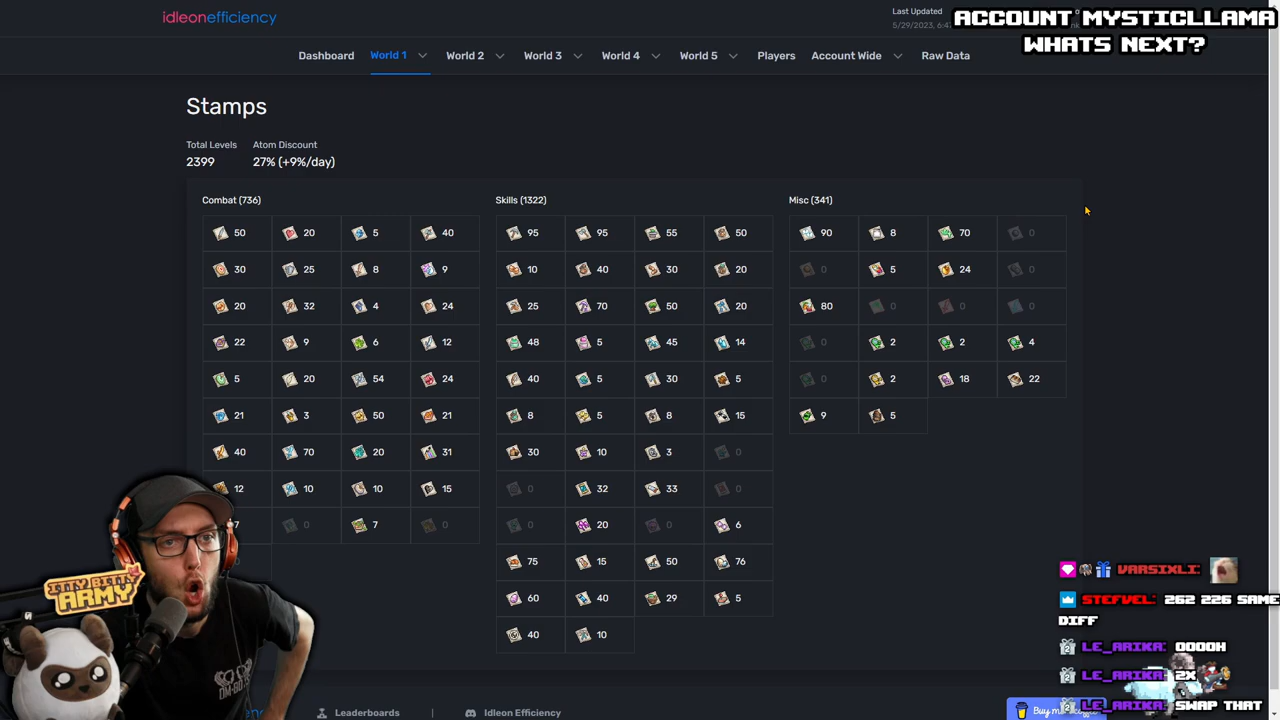 idleonefficiency
Last Updated
5/29/2023, 6:4
ACCOUNT MYSTICLLAMA
WHATS NEXT?
Dashboard World 1 World 2 World 3 World 4 World 5 Players Account Wide Raw Data
Stamps
Total Levels Atom Discount
2399 27% (+9%/day)
Combat (736) Skills (1322) Misc (341)
50 20 5 40 95 95 55 50 90 8 70 0
30 25 8 9 10 40 30 20 0 5 24 0
20 32 4 24 25 70 50 20 80 0 0 0
22 9 6 12 48 5 45 14 0 2 2 4
5 20 54 24 40 5 30 5 0 2 18 22
21 3 50 21 8 5 8 15 9 5
40 70 20 31 30 10 3 0
12 10 10 15 0 32 33 0
7 0 7 0 0 20 0 6
75 15 50 76
60 40 29 5
40 10
ITTY BITTY
ARMY
VARSIXLI:
STEFVEL: 262 226 SAME
DIFF
LE_ARIKA: OOOOH
LE_ARIKA: 2X
LE_ARIKA: SWAP THAT
Leaderboards Idleon Efficiency
Buy me